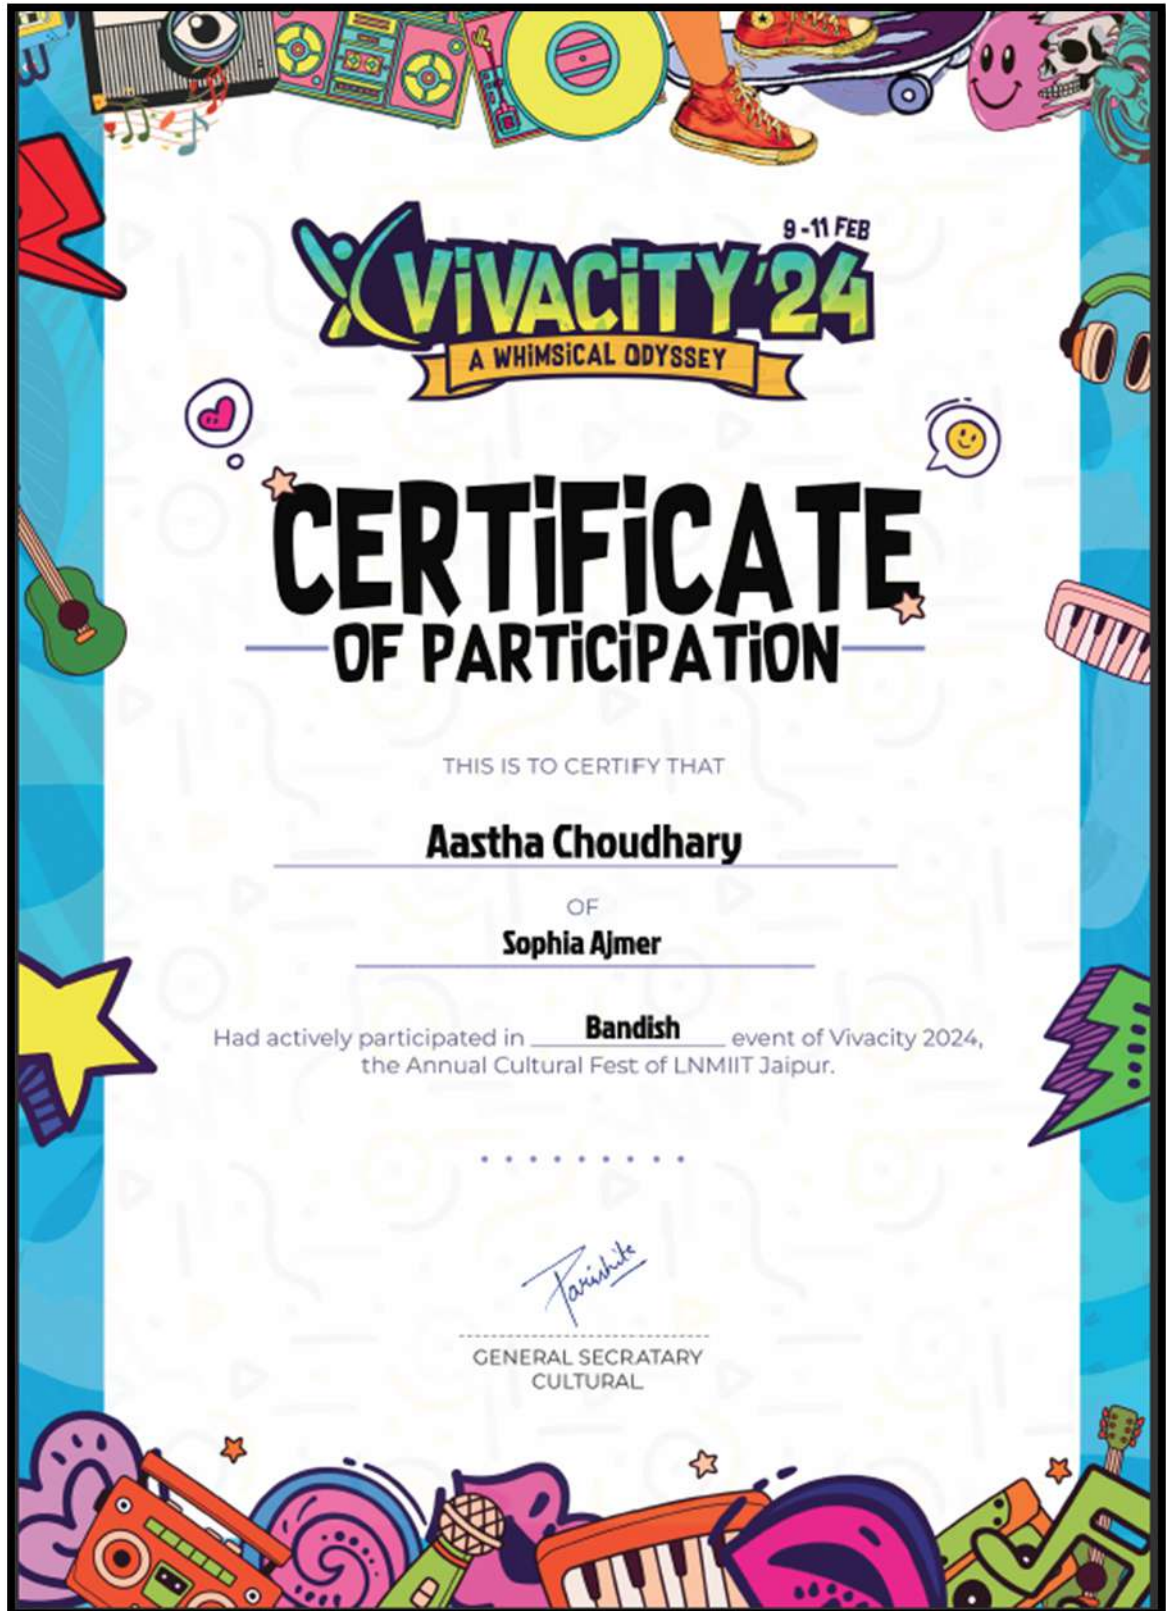 9 - 11 FEB
ViVACiTY '24
A WHiMSiCAL ODYSSEY
CERTiFiCATE
OF PARTiCiPATiON
THIS IS TO CERTIFY THAT
Aastha Choudhary
OF
Sophia Ajmer
Had actively participated in Bandish event of Vivacity 2024,
the Annual Cultural Fest of LNMIIT Jaipur.
Parishite
GENERAL SECRATARY
CULTURAL